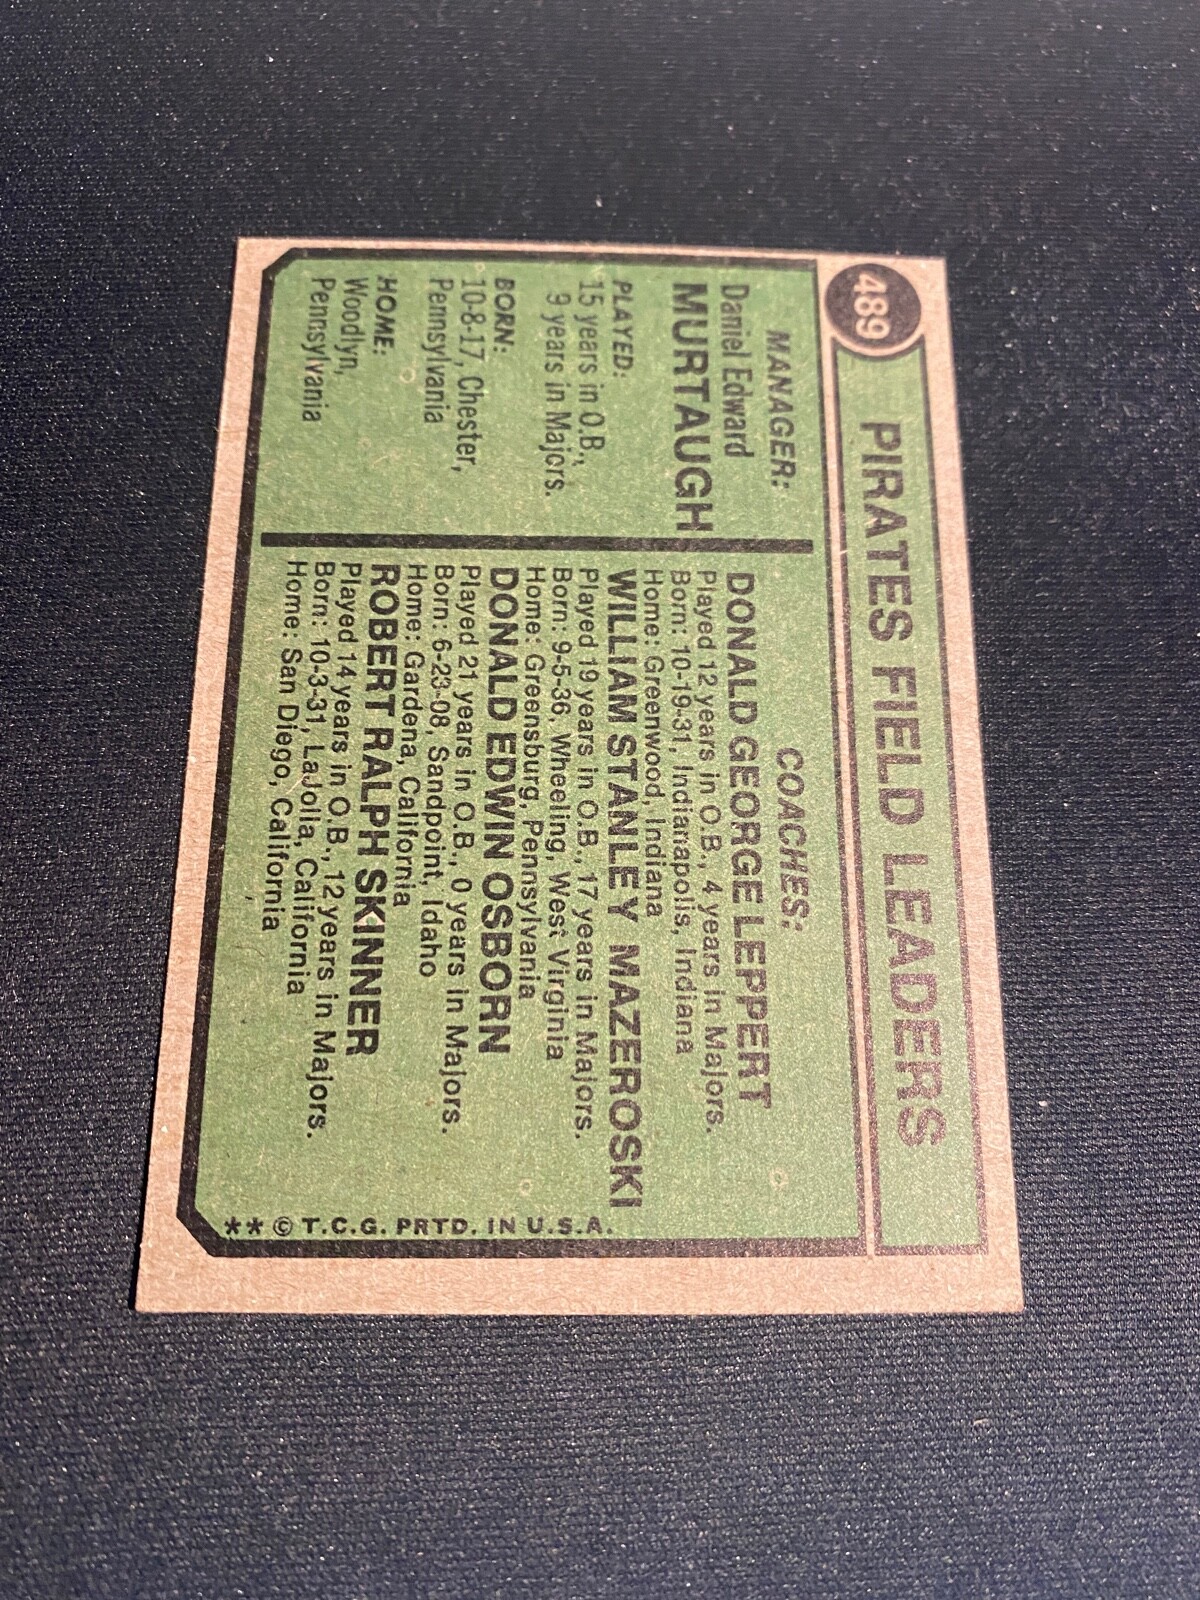 489
PIRATES FIELD LEADERS
MANAGER:
Daniel Edward
MURTAUGH
PLAYED:
15 years in O.B.,
9 years in Majors.
BORN:
10-8-17, Chester,
Pennsylvania
HOME:
Woodlyn,
Pennsylvania
COACHES:
DONALD GEORGE LEPPERT
Played 12 years in O.B., 4 years in Majors.
Born: 10-19-31, Indianapolis, Indiana
Home: Greenwood, Indiana
WILLIAM STANLEY MAZEROSKI
Played 19 years in O.B., 17 years in Majors.
Born: 9-5-36, Wheeling, West Virginia
Home: Greensburg, Pennsylvania
DONALD EDWIN OSBORN
Played 21 years in O.B., 0 years in Majors.
Born: 6-23-08, Sandpoint, Idaho
Home: Gardena, California
ROBERT RALPH SKINNER
Played 14 years in O.B., 12 years in Majors.
Born: 10-3-31, LaJolla, California
Home: San Diego, California
** © T.C.G. PRTD. IN U.S.A.